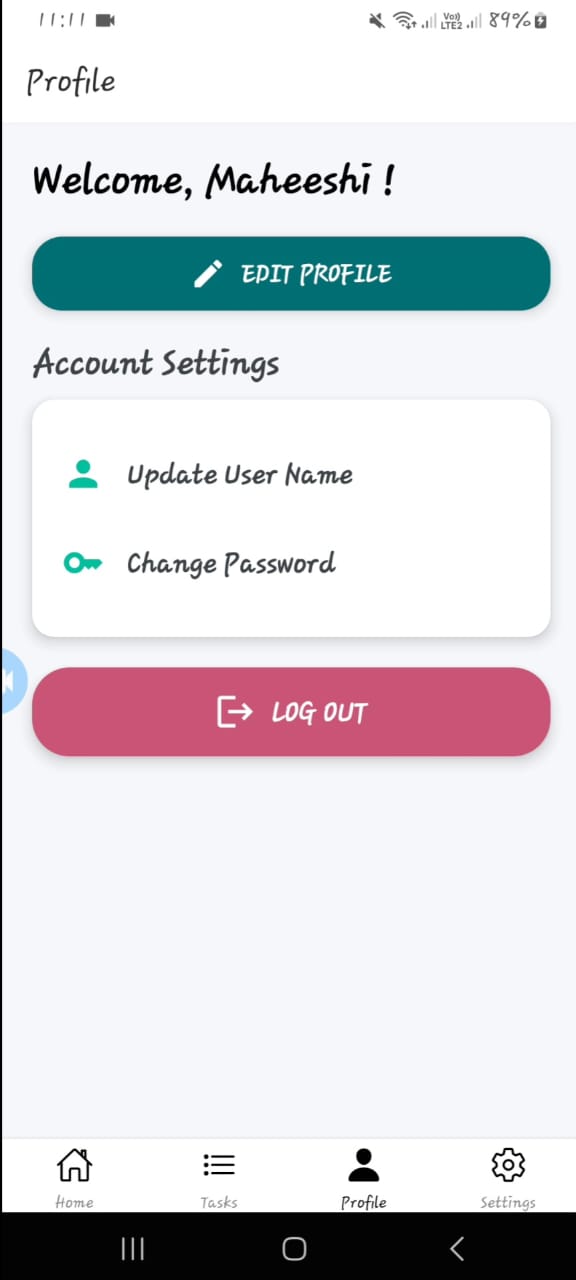 11:11 89%
Vo))
LTE2
Profile
Welcome, Maheeshi !
EDIT PROFILE
Account Settings
Update User Name
Change Password
LOG OUT
Home Tasks Profile Settings